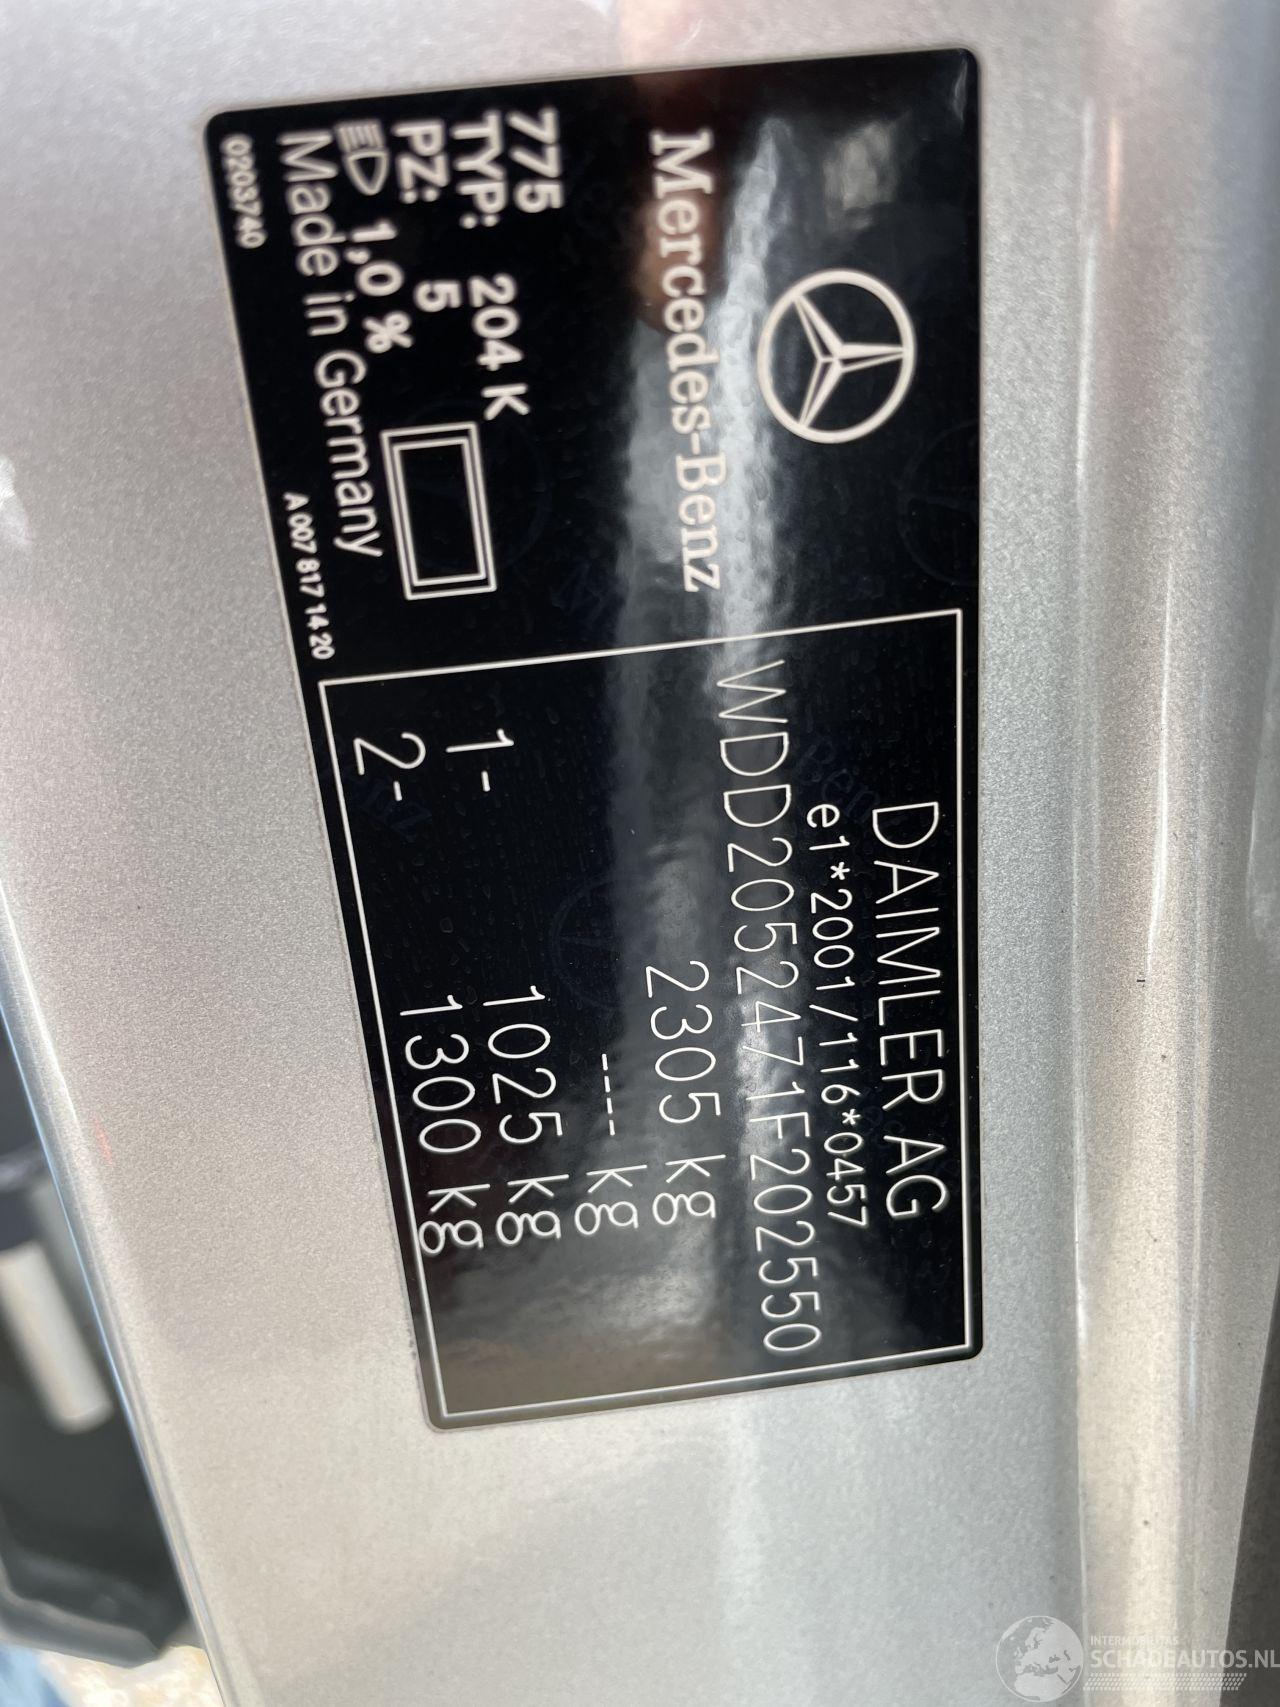 Mercedes-Benz
775
TYP: 204 K
PZ: 5
1,0 %
Made in Germany
0203740
A 007 817 14 20
DAIMLER AG
e1*2001/116*0457
WDD2052471F202550
2305 kg
---- kg
1- 1025 kg
2- 1300 kg
INTERMOBILITAS
SCHADEAUTOS.NL